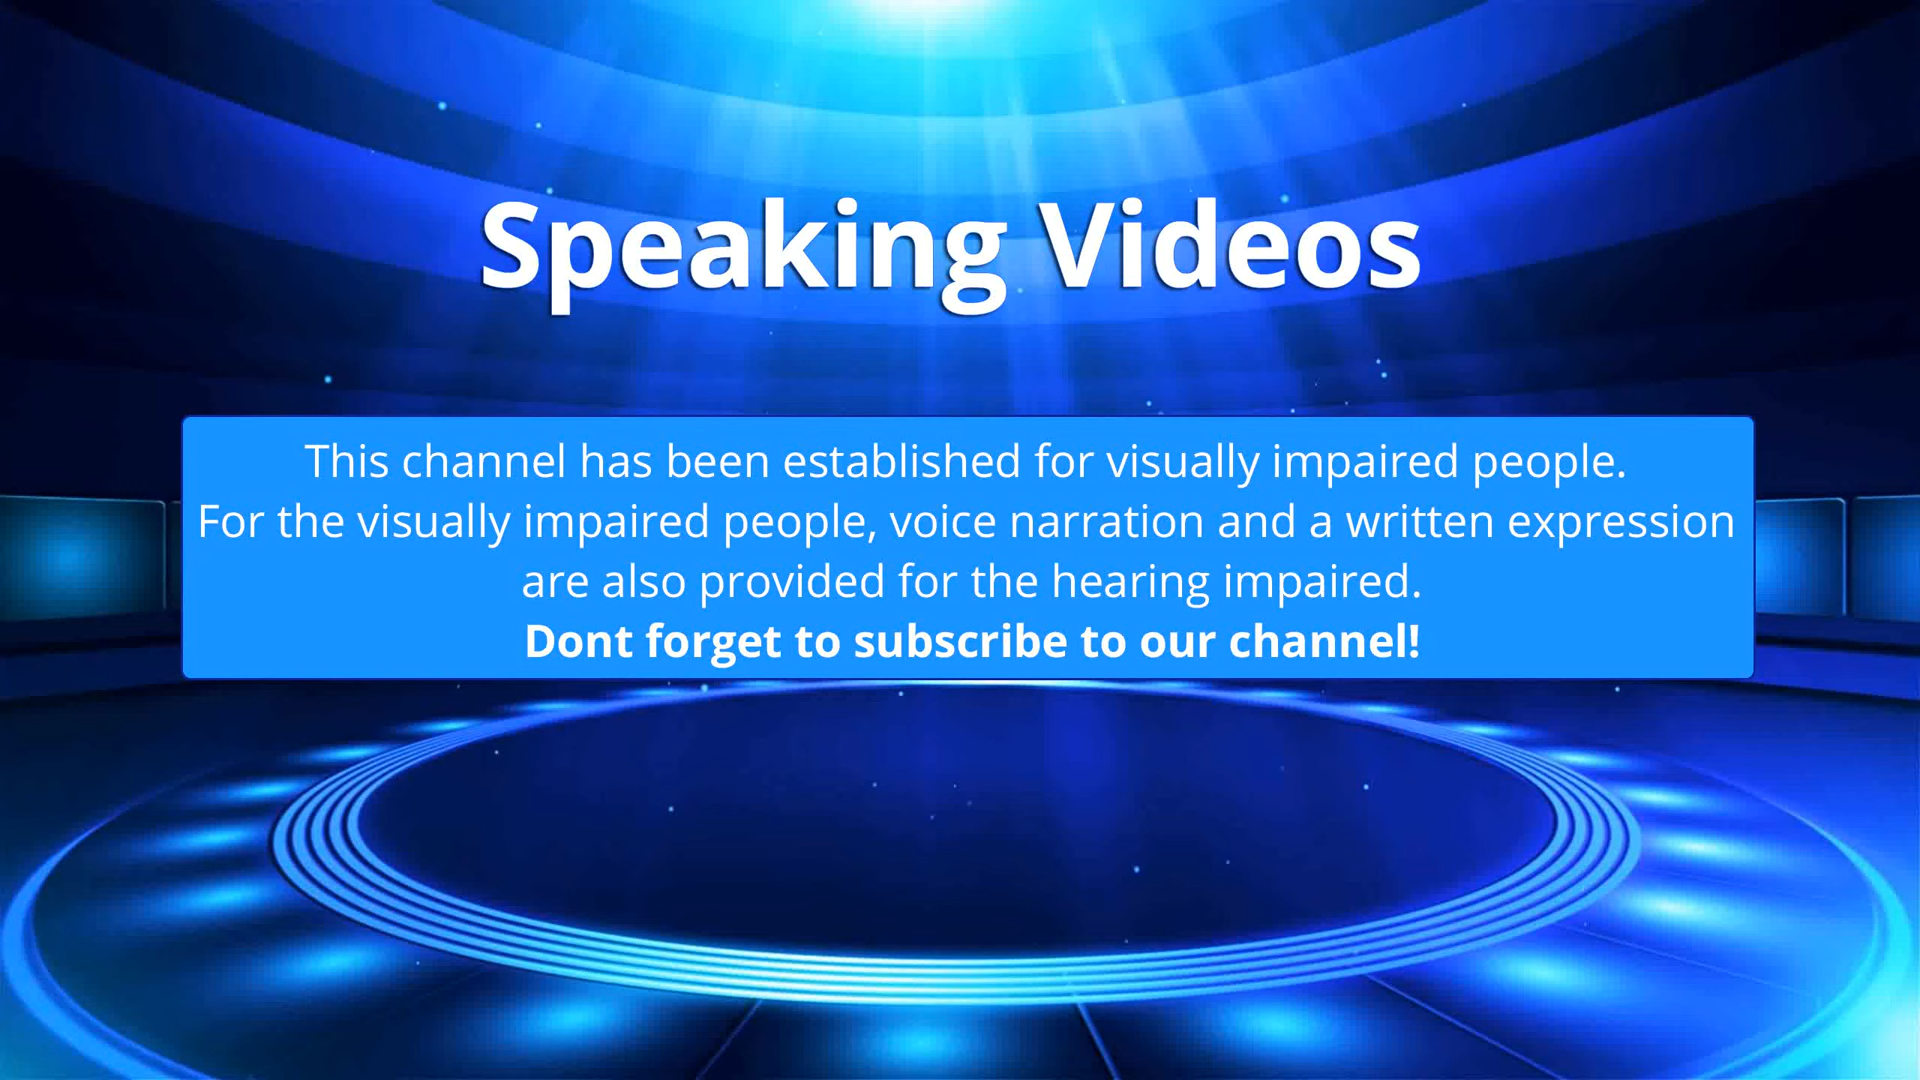 Speaking Videos
This channel has been established for visually impaired people.
For the visually impaired people, voice narration and a written expression
are also provided for the hearing impaired.
Dont forget to subscribe to our channel!